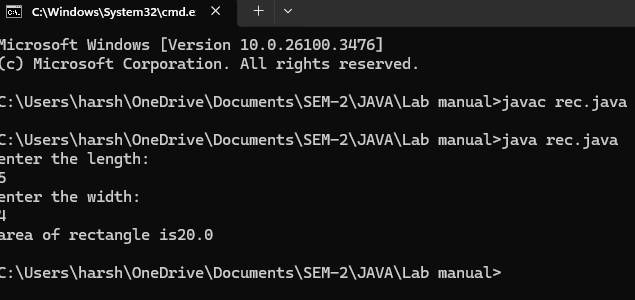 C:\Windows\System32\cmd.e
Microsoft Windows [Version 10.0.26100.3476]
(c) Microsoft Corporation. All rights reserved.
C:\Users\harsh\OneDrive\Documents\SEM-2\JAVA\Lab manual>javac rec.java
C:\Users\harsh\OneDrive\Documents\SEM-2\JAVA\Lab manual>java rec.java
enter the length:
5
enter the width:
4
area of rectangle is20.0
C:\Users\harsh\OneDrive\Documents\SEM-2\JAVA\Lab manual>